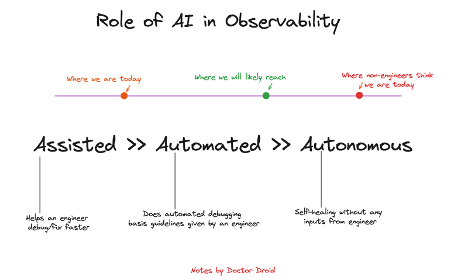 Role of AI in Observability
Where we are today
Where we will likely reach
Where non-engineers think
we are today
Assisted >> Automated >> Autonomous
Helps an engineer
debug/fix faster
Does automated debugging
basis guidelines given by an engineer
Self-healing without any
inputs from engineer
Notes by Doctor Droid